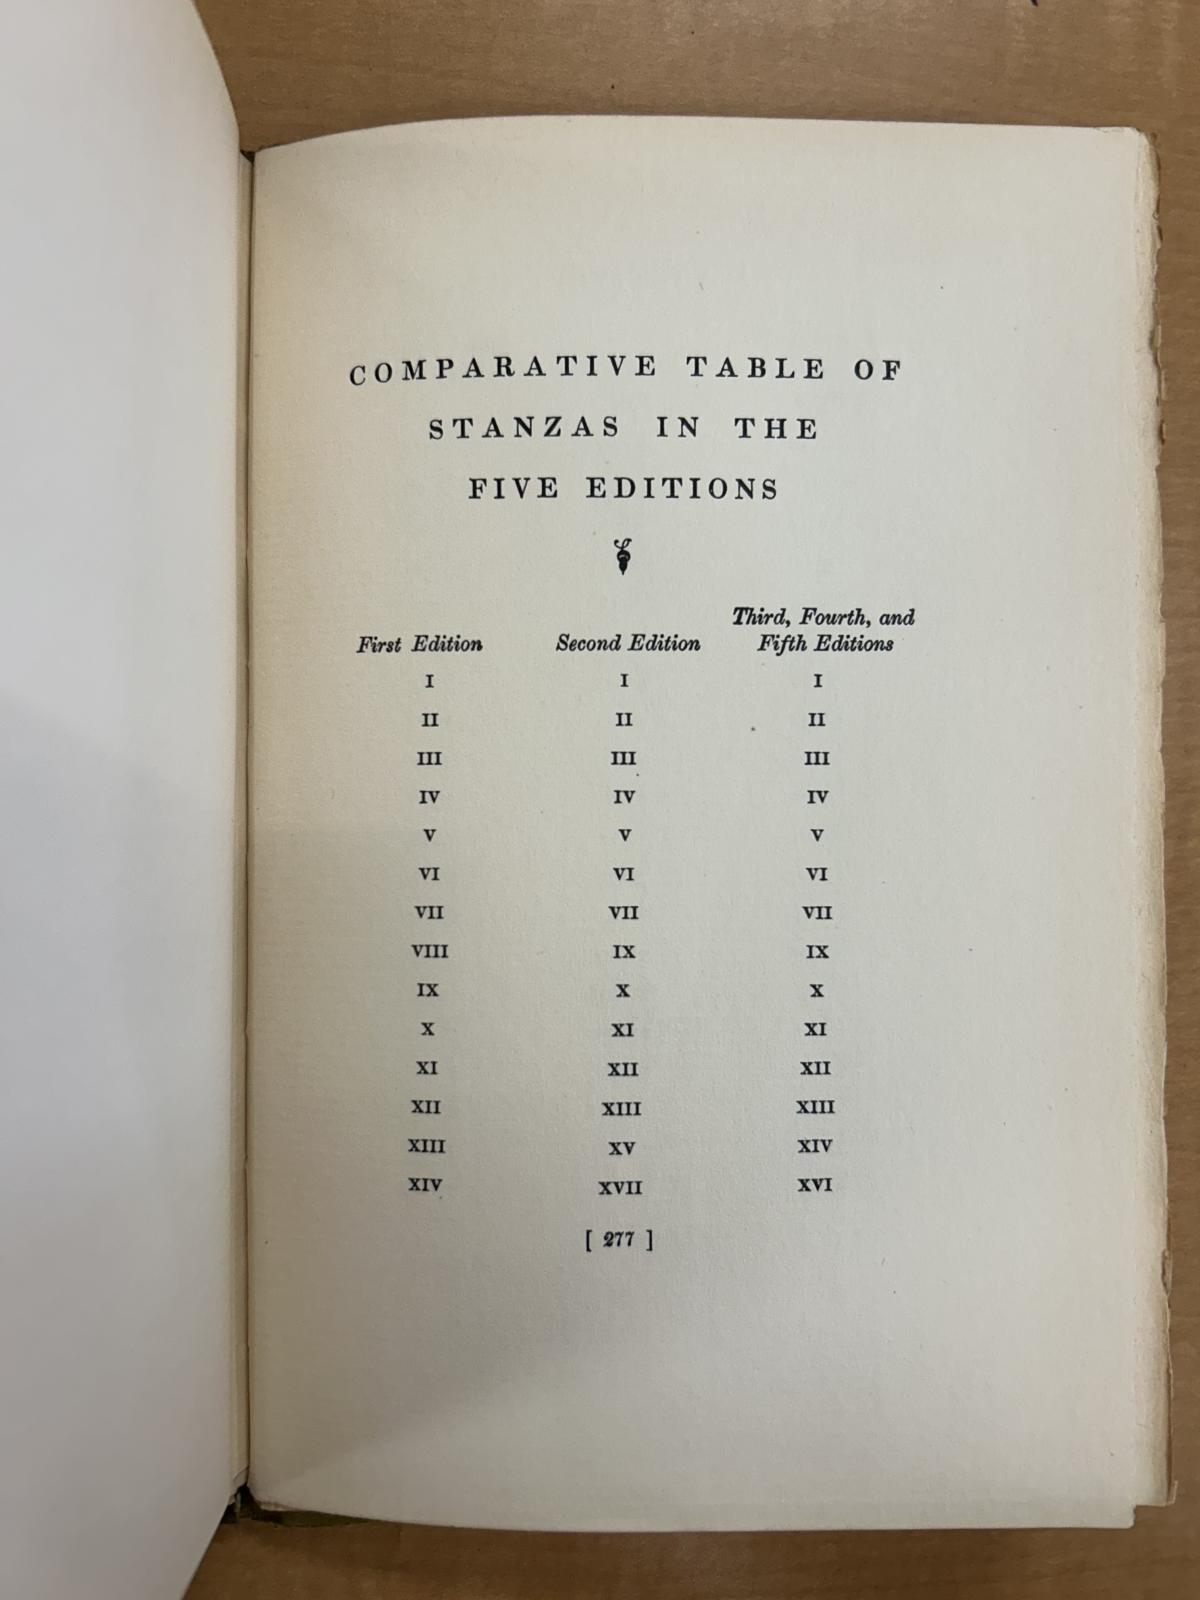 COMPARATIVE TABLE OF
STANZAS IN THE
FIVE EDITIONS
Third, Fourth, and
First Edition Second Edition Fifth Editions
I I I
II II II
III III III
IV IV IV
V V V
VI VI VI
VII VII VII
VIII IX IX
IX X X
X XI XI
XI XII XII
XII XIII XIII
XIII XV XIV
XIV XVII XVI
[ 277 ]